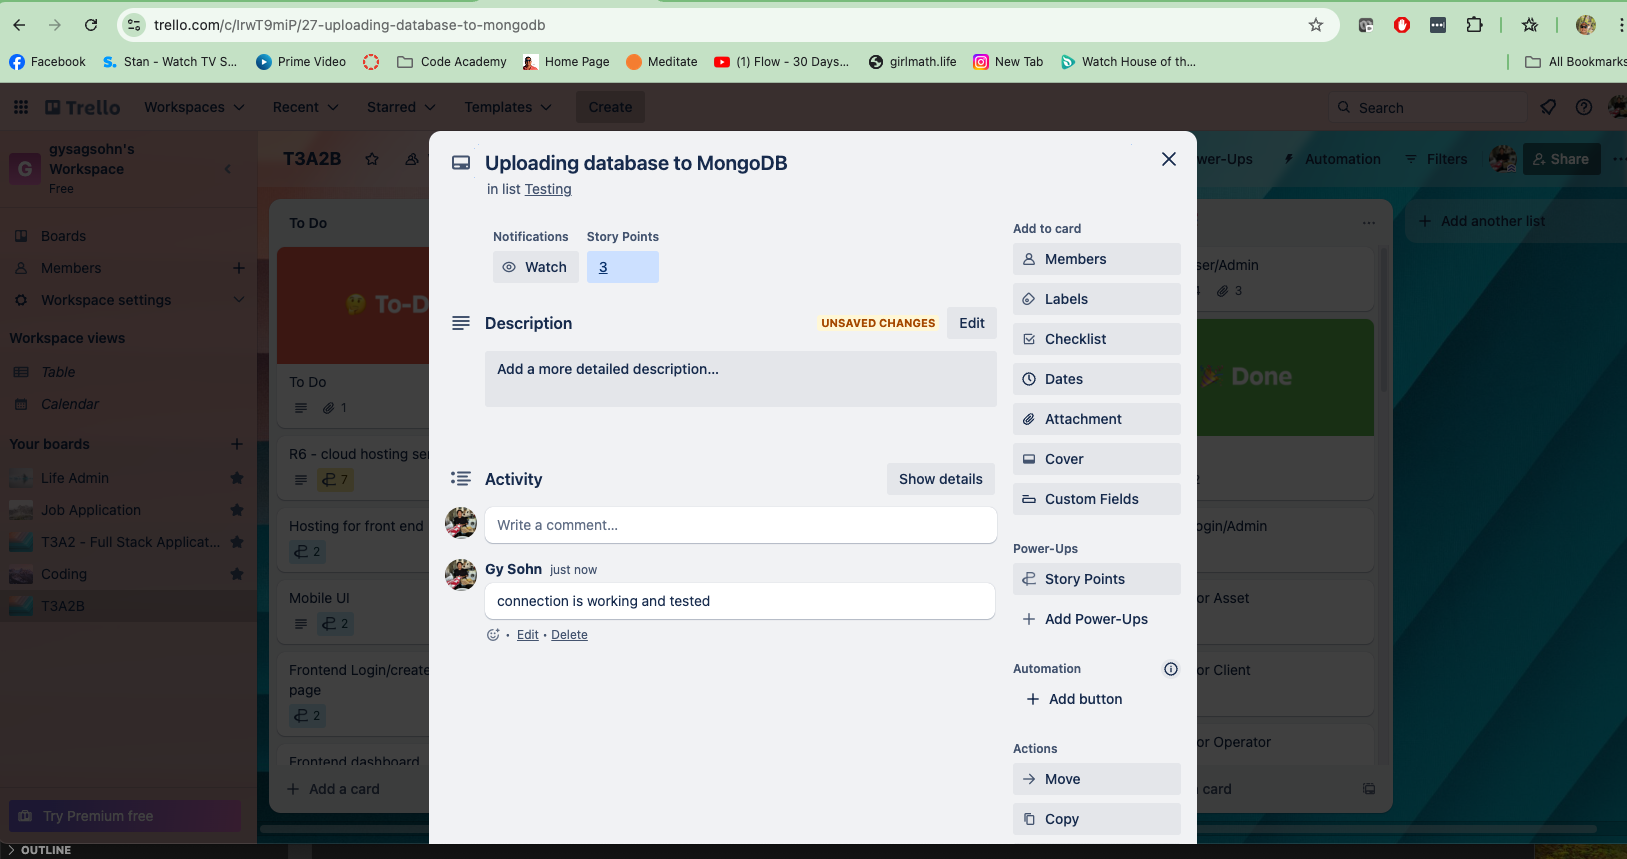 trello.com/c/IrwT9miP/27-uploading-database-to-mongodb
Facebook
Stan - Watch TV S...
Prime Video
Code Academy
Home Page
Meditate
(1) Flow - 30 Days...
girlmath.life
New Tab
Watch House of th...
All Bookmarks
Trello
Workspaces
Recent
Starred
Templates
Create
Search
G
gysagsohn's
Workspace
Free
Boards
Members
Workspace settings
Workspace views
Table
Calendar
Your boards
Life Admin
Job Application
T3A2 - Full Stack Applicat...
Coding
T3A2B
Try Premium free
OUTLINE
T3A2B
wer-Ups
Automation
Filters
Share
To Do
To-D
To Do
1
R6 - cloud hosting se
7
Hosting for front end
2
Mobile UI
2
Frontend Login/create
page
2
Frontend dashboard
Add a card
Uploading database to MongoDB
in list Testing
Notifications
Story Points
Watch
3
Description
UNSAVED CHANGES
Edit
Add a more detailed description...
Activity
Show details
Write a comment...
Gy Sohn just now
connection is working and tested
• Edit • Delete
Add to card
Members
Labels
Checklist
Dates
Attachment
Cover
Custom Fields
Power-Ups
Story Points
Add Power-Ups
Automation
Add button
Actions
Move
Copy
ser/Admin
3
Done
ogin/Admin
or Asset
or Client
or Operator
card
Add another list